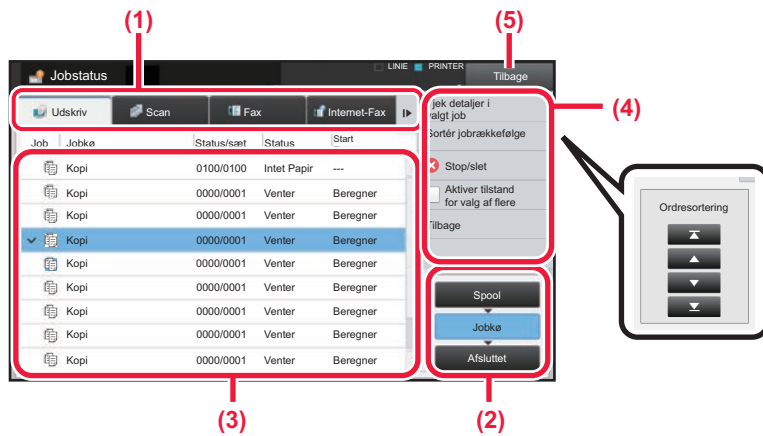 (1)
(5)
Jobstatus
LINIE
PRINTER
Tilbage
Udskriv
Scan
Fax
Internet-Fax
jek detaljer i
valgt job
(4)
Job
Jobkø
Status/sæt
Status
Start
Sortér jobrækkefølge
Kopi
0100/0100
Intet Papir
---
Stop/slet
Kopi
0000/0001
Venter
Beregner
Aktiver tilstand
for valg af flere
Kopi
0000/0001
Venter
Beregner
Tilbage
Kopi
0000/0001
Venter
Beregner
Kopi
0000/0001
Venter
Beregner
Kopi
0000/0001
Venter
Beregner
Kopi
0000/0001
Venter
Beregner
Kopi
0000/0001
Venter
Beregner
Kopi
0000/0001
Venter
Beregner
Spool
Jobkø
Afsluttet
Ordresortering
(3)
(2)